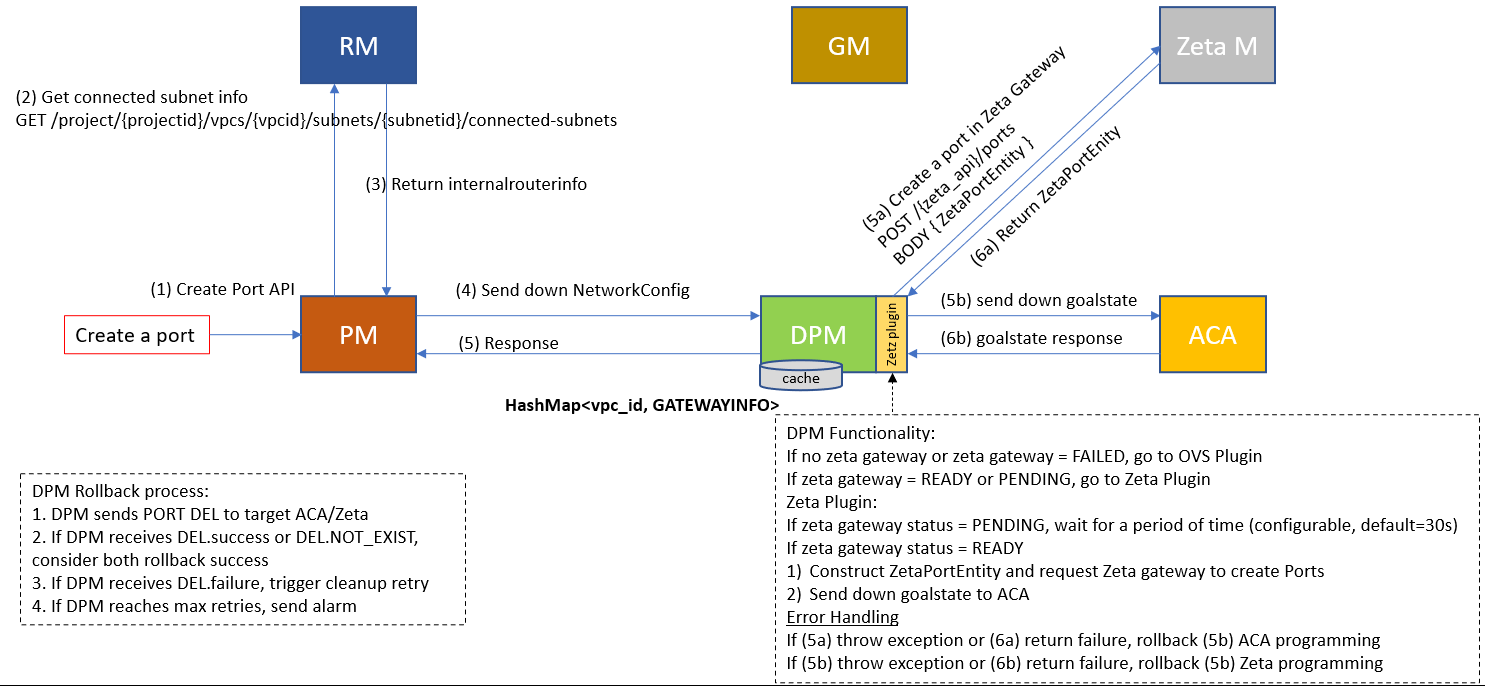 RM
GM
Zeta M
(2) Get connected subnet info
GET /project/{projectid}/vpcs/{vpcid}/subnets/{subnetid}/connected-subnets
(3) Return internalrouterinfo
(5a) Create a port in Zeta Gateway
POST /{zeta_api}/ports
BODY { ZetaPortEntity }
(6a) Return ZetaPortEnity
(1) Create Port API
Create a port
PM
(4) Send down NetworkConfig
(5) Response
DPM
Zetz plugin
cache
(5b) send down goalstate
(6b) goalstate response
ACA
HashMap<vpc_id, GATEWAYINFO>
DPM Functionality:
If no zeta gateway or zeta gateway = FAILED, go to OVS Plugin
If zeta gateway = READY or PENDING, go to Zeta Plugin
Zeta Plugin:
If zeta gateway status = PENDING, wait for a period of time (configurable, default=30s)
If zeta gateway status = READY
1) Construct ZetaPortEntity and request Zeta gateway to create Ports
2) Send down goalstate to ACA
Error Handling
If (5a) throw exception or (6a) return failure, rollback (5b) ACA programming
If (5b) throw exception or (6b) return failure, rollback (5b) Zeta programming
DPM Rollback process:
1. DPM sends PORT DEL to target ACA/Zeta
2. If DPM receives DEL.success or DEL.NOT_EXIST,
consider both rollback success
3. If DPM receives DEL.failure, trigger cleanup retry
4. If DPM reaches max retries, send alarm